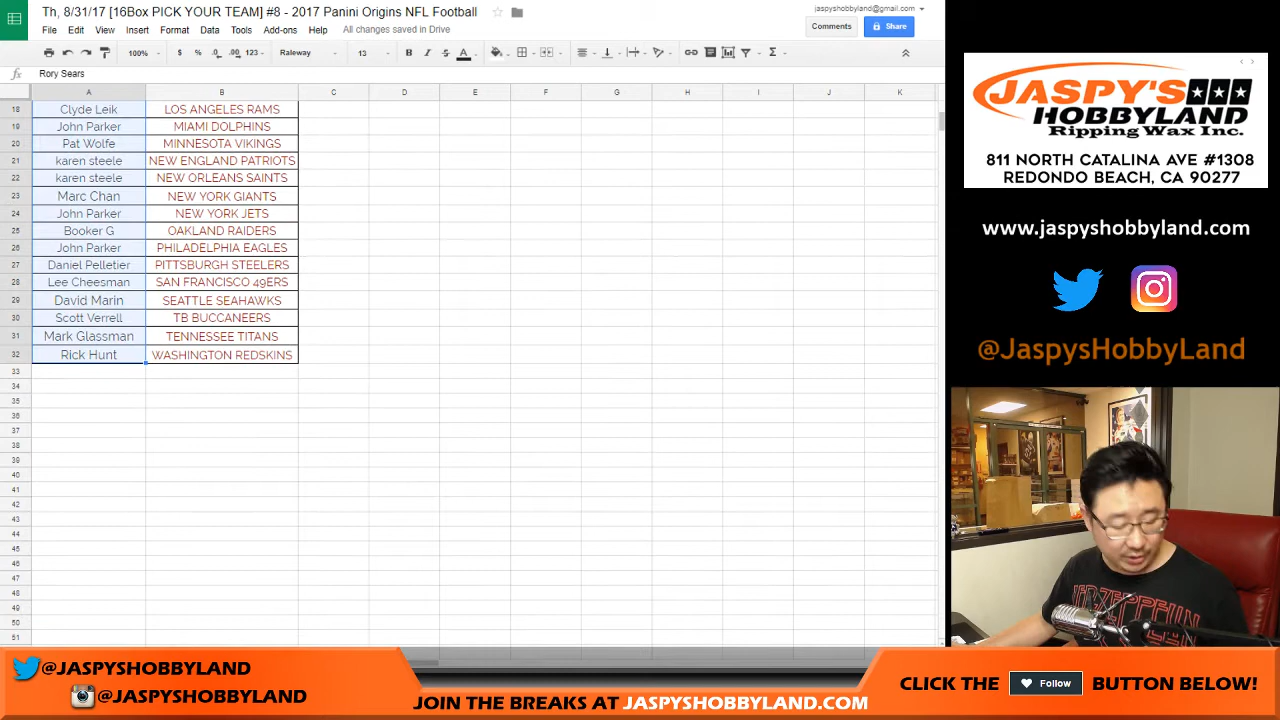 Th, 8/31/17 [16Box PICK YOUR TEAM] #8 - 2017 Panini Origins NFL Football
jaspyshobbyland@gmail.com
File Edit View Insert Format Data Tools Add-ons Help All changes saved in Drive
Comments
Share
100% $ % .0 .00 123 Raleway 13 B I S A Σ
fx Rory Sears
A B C D E F G H I J K
18 Clyde Leik LOS ANGELES RAMS
19 John Parker MIAMI DOLPHINS
20 Pat Wolfe MINNESOTA VIKINGS
21 karen steele NEW ENGLAND PATRIOTS
22 karen steele NEW ORLEANS SAINTS
23 Marc Chan NEW YORK GIANTS
24 John Parker NEW YORK JETS
25 Booker G OAKLAND RAIDERS
26 John Parker PHILADELPHIA EAGLES
27 Daniel Pelletier PITTSBURGH STEELERS
28 Lee Cheesman SAN FRANCISCO 49ERS
29 David Marin SEATTLE SEAHAWKS
30 Scott Verrell TB BUCCANEERS
31 Mark Glassman TENNESSEE TITANS
32 Rick Hunt WASHINGTON REDSKINS
33
34
35
36
37
38
39
40
41
42
43
44
45
46
47
48
49
50
51
JASPY'S
HOBBYLAND
Ripping Wax Inc.
811 NORTH CATALINA AVE #1308
REDONDO BEACH, CA 90277
www.jaspyshobbyland.com
@JaspysHobbyLand
@JASPYSHOBBYLAND
@JASPYSHOBBYLAND
JOIN THE BREAKS AT JASPYSHOBBYLAND.COM
CLICK THE Follow BUTTON BELOW!